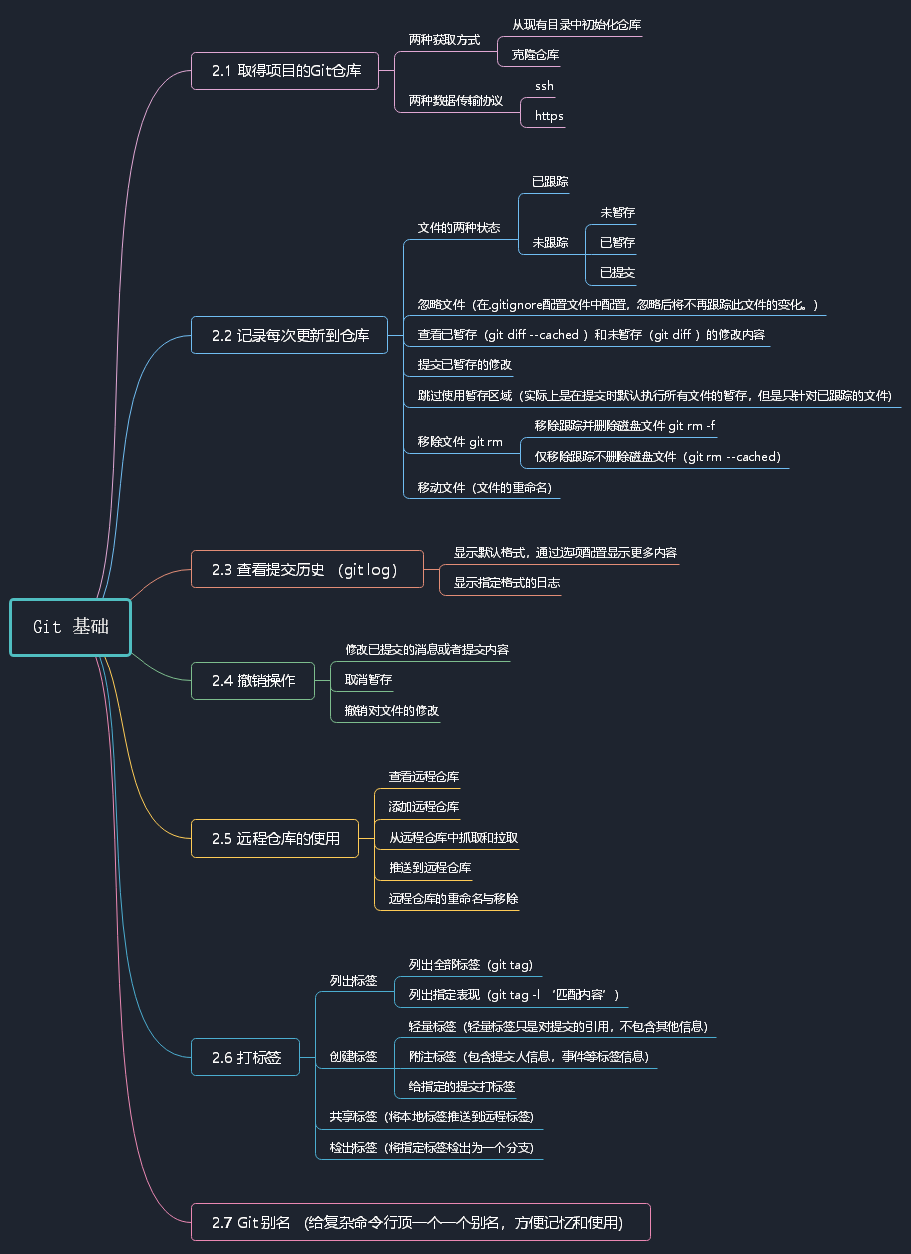 Git 基础
2.1 取得项目的Git仓库
两种获取方式
从现有目录中初始化仓库
克隆仓库
两种数据传输协议
ssh
https
2.2 记录每次更新到仓库
文件的两种状态
已跟踪
未跟踪
未暂存
已暂存
已提交
忽略文件（在.gitignore配置文件中配置，忽略后将不再跟踪此文件的变化。）
查看已暂存（git diff --cached ）和未暂存（git diff ）的修改内容
提交已暂存的修改
跳过使用暂存区域（实际上是在提交时默认执行所有文件的暂存，但是只针对已跟踪的文件）
移除文件 git rm
移除跟踪并删除磁盘文件 git rm -f
仅移除跟踪不删除磁盘文件（git rm --cached）
移动文件（文件的重命名）
2.3 查看提交历史 （git log）
显示默认格式，通过选项配置显示更多内容
显示指定格式的日志
2.4 撤销操作
修改已提交的消息或者提交内容
取消暂存
撤销对文件的修改
2.5 远程仓库的使用
查看远程仓库
添加远程仓库
从远程仓库中抓取和拉取
推送到远程仓库
远程仓库的重命名与移除
2.6 打标签
列出标签
列出全部标签（git tag）
列出指定表现（git tag -l ‘匹配内容’）
创建标签
轻量标签（轻量标签只是对提交的引用，不包含其他信息）
附注标签（包含提交人信息，事件等标签信息）
给指定的提交打标签
共享标签（将本地标签推送到远程标签）
检出标签（将指定标签检出为一个分支）
2.7 Git 别名 （给复杂命令行顶一个一个别名，方便记忆和使用）